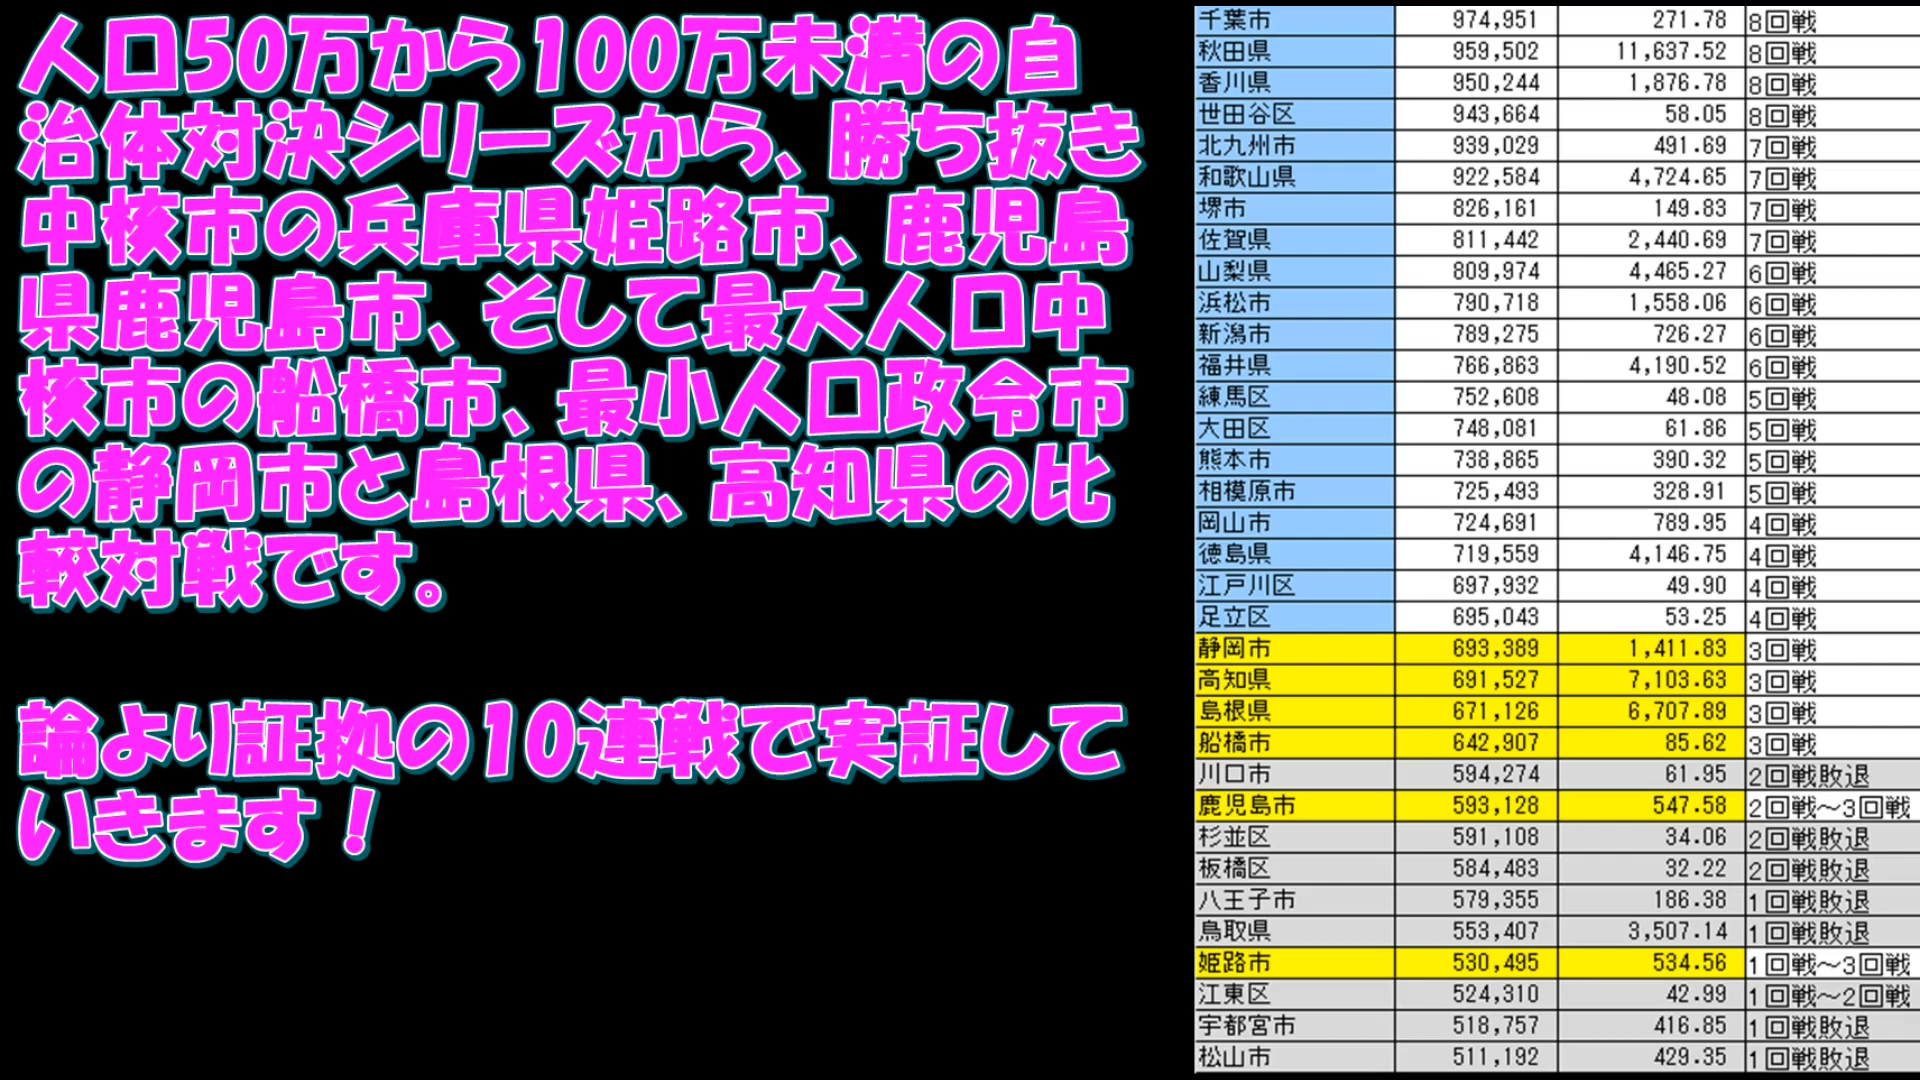 人口50万から100万未満の自
治体対決シリーズから、勝ち抜き
中核市の兵庫県姫路市、鹿児島
県鹿児島市、そして最大人口中
核市の船橋市、最小人口政令市
の静岡市と島根県、高知県の比
較対戦です。
論より証拠の10連戦で実証して
いきます！
千葉市 974,951 271.78 8回戦
秋田県 959,502 11,637.52 8回戦
香川県 950,244 1,876.78 8回戦
世田谷区 943,664 58.05 8回戦
北九州市 939,029 491.69 7回戦
和歌山県 922,584 4,724.65 7回戦
堺市 826,161 149.83 7回戦
佐賀県 811,442 2,440.69 7回戦
山梨県 809,974 4,465.27 6回戦
浜松市 790,718 1,558.06 6回戦
新潟市 789,275 726.27 6回戦
福井県 766,863 4,190.52 6回戦
練馬区 752,608 48.08 5回戦
大田区 748,081 61.86 5回戦
熊本市 738,865 390.32 5回戦
相模原市 725,493 328.91 5回戦
岡山市 724,691 789.95 4回戦
徳島県 719,559 4,146.75 4回戦
江戸川区 697,932 49.90 4回戦
足立区 695,043 53.25 4回戦
静岡市 693,389 1,411.83 3回戦
高知県 691,527 7,103.63 3回戦
島根県 671,126 6,707.89 3回戦
船橋市 642,907 85.62 3回戦
川口市 594,274 61.95 2回戦敗退
鹿児島市 593,128 547.58 2回戦～3回戦
杉並区 591,108 34.06 2回戦敗退
板橋区 584,483 32.22 2回戦敗退
八王子市 579,355 186.38 1回戦敗退
鳥取県 553,407 3,507.14 1回戦敗退
姫路市 530,495 534.56 1回戦～3回戦
江東区 524,310 42.99 1回戦～2回戦
宇都宮市 518,757 416.85 1回戦敗退
松山市 511,192 429.35 1回戦敗退